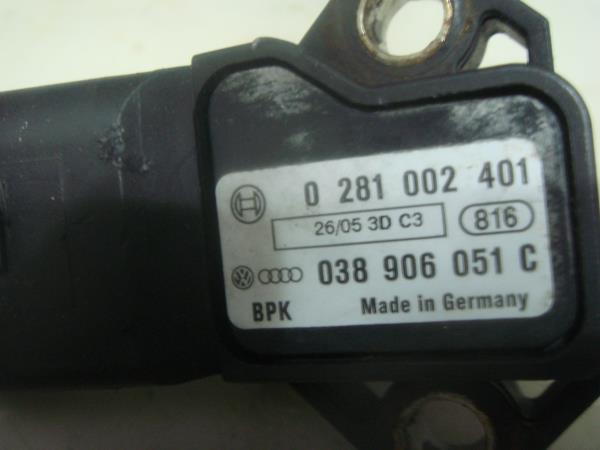 0 281 002 401
26/05 3D C3 816
038 906 051 C
BPK Made in Germany